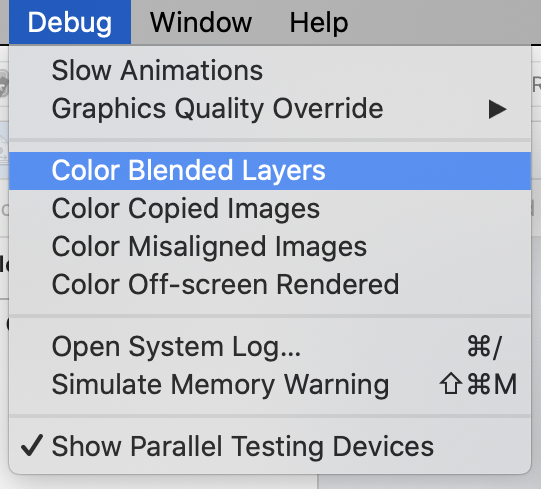 Debug Window Help
Slow Animations
Graphics Quality Override ▶
Color Blended Layers
Color Copied Images
Color Misaligned Images
Color Off-screen Rendered
Open System Log... ⌘/
Simulate Memory Warning ⇧⌘M
✓ Show Parallel Testing Devices